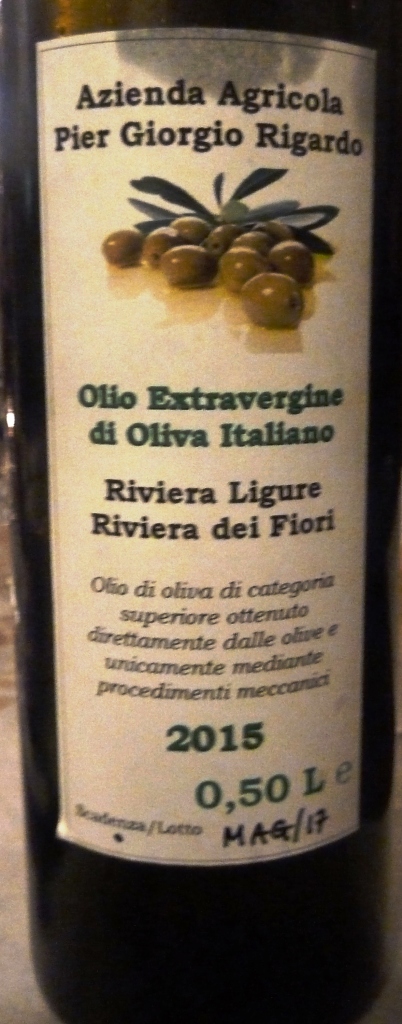 Azienda Agricola
Pier Giorgio Rigardo
Olio Extravergine
di Oliva Italiano
Riviera Ligure
Riviera dei Fiori
Olio di oliva di categoria
superiore ottenuto
direttamente dalle olive e
unicamente mediante
procedimenti meccanici
2015
0,50 L e
Scadenza/Lotto MAG/17